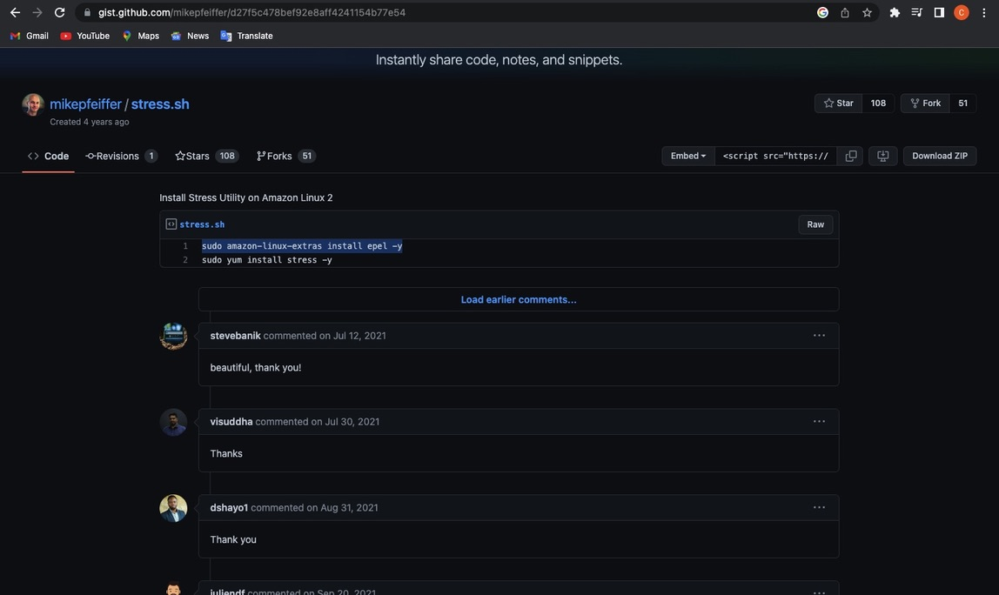 gist.github.com/mikepfeiffer/d27f5c478bef92e8aff4241154b77e54
C
Gmail YouTube Maps News Translate
Instantly share code, notes, and snippets.
mikepfeiffer / stress.sh
Star 108 Fork 51
Created 4 years ago
<> Code Revisions 1 Stars 108 Forks 51 Embed <script src="https:// Download ZIP
Install Stress Utility on Amazon Linux 2
stress.sh Raw
1 sudo amazon-linux-extras install epel -y
2 sudo yum install stress -y
Load earlier comments...
stevebanik commented on Jul 12, 2021 ...
beautiful, thank you!
visuddha commented on Jul 30, 2021 ...
Thanks
dshayo1 commented on Aug 31, 2021 ...
Thank you
juliendf commented on Sep 20, 2021 ...